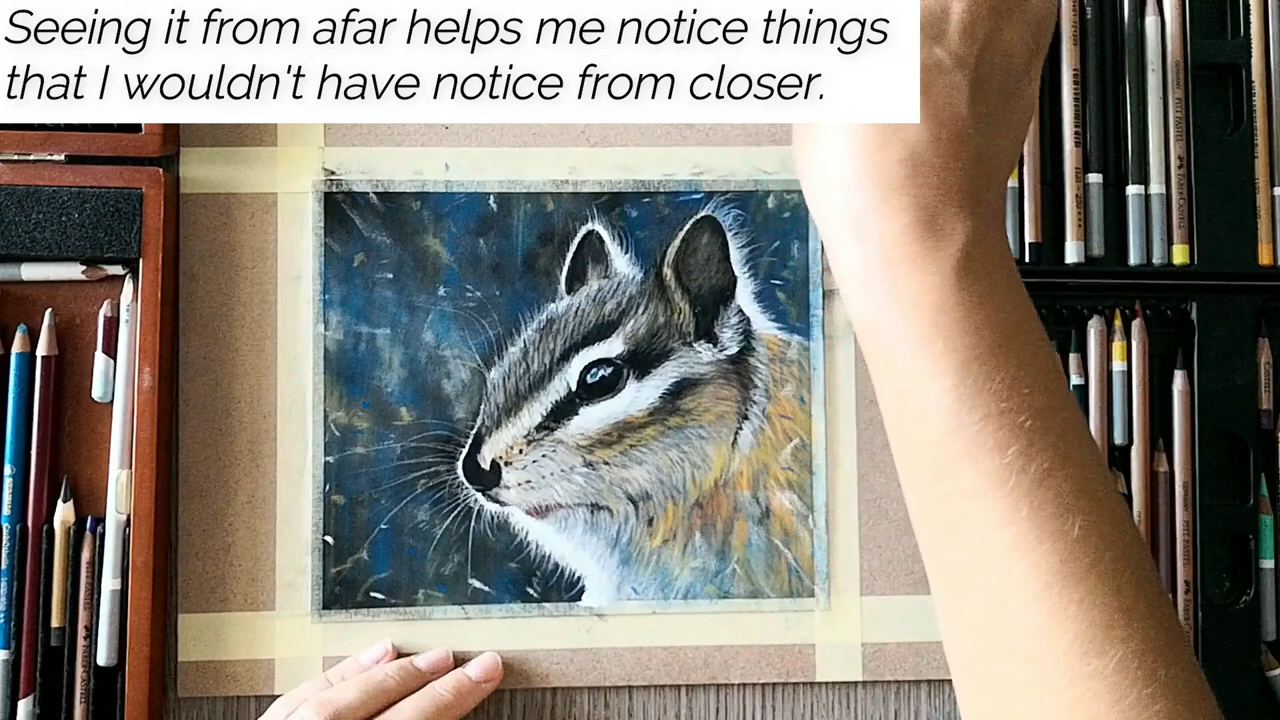 Seeing it from afar helps me notice things
that I wouldn't have notice from closer.